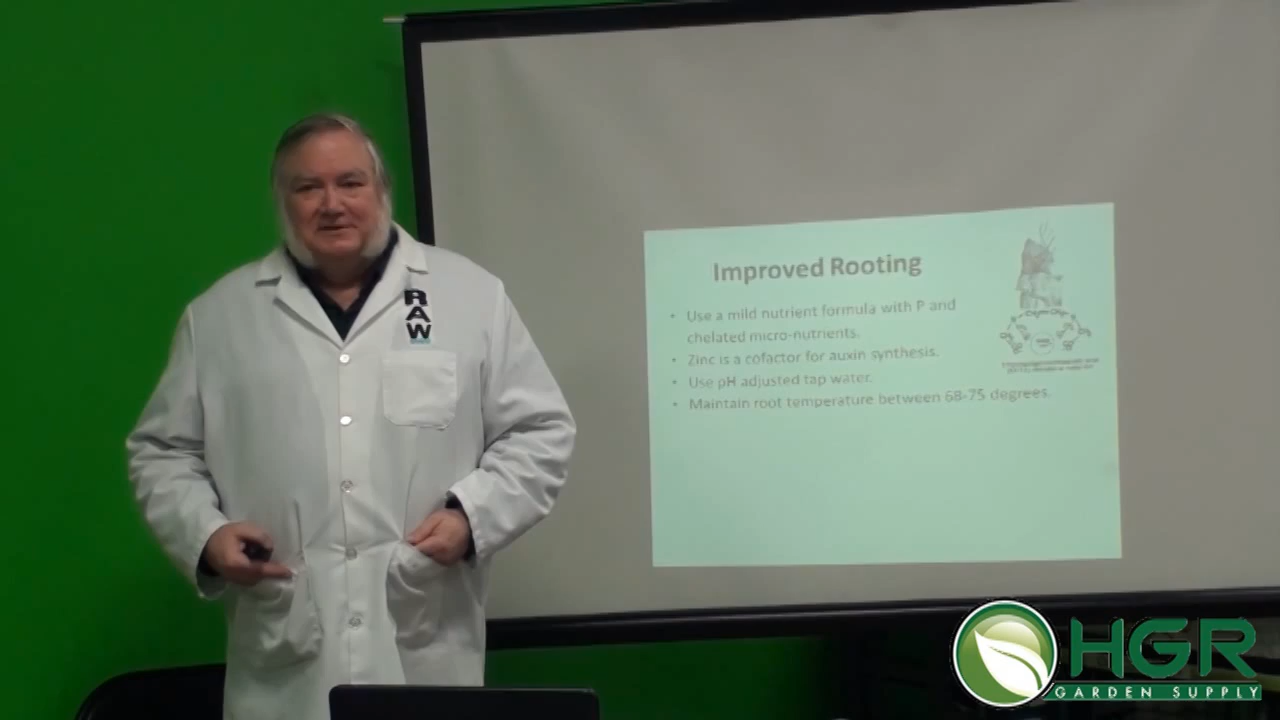 RAW
Improved Rooting
• Use a mild nutrient formula with P and
chelated micro-nutrients.
• Zinc is a cofactor for auxin synthesis.
• Use pH adjusted tap water.
• Maintain root temperature between 68-75 degrees.
HGR
GARDEN SUPPLY